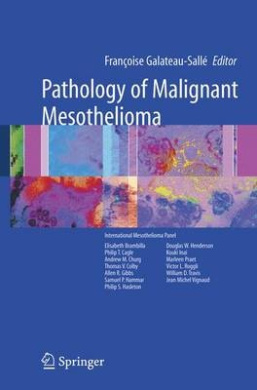 Françoise Galateau-Sallé Editor
Pathology of Malignant
Mesothelioma
International Mesothelioma Panel
Elisabeth Brambilla
Philip T. Cagle
Andrew M. Churg
Thomas V. Colby
Allen R. Gibbs
Samuel P. Hammar
Philip S. Hasleton
Douglas W. Henderson
Kouki Inai
Marleen Praet
Victor L. Roggli
William D. Travis
Jean Michel Vignaud
Springer